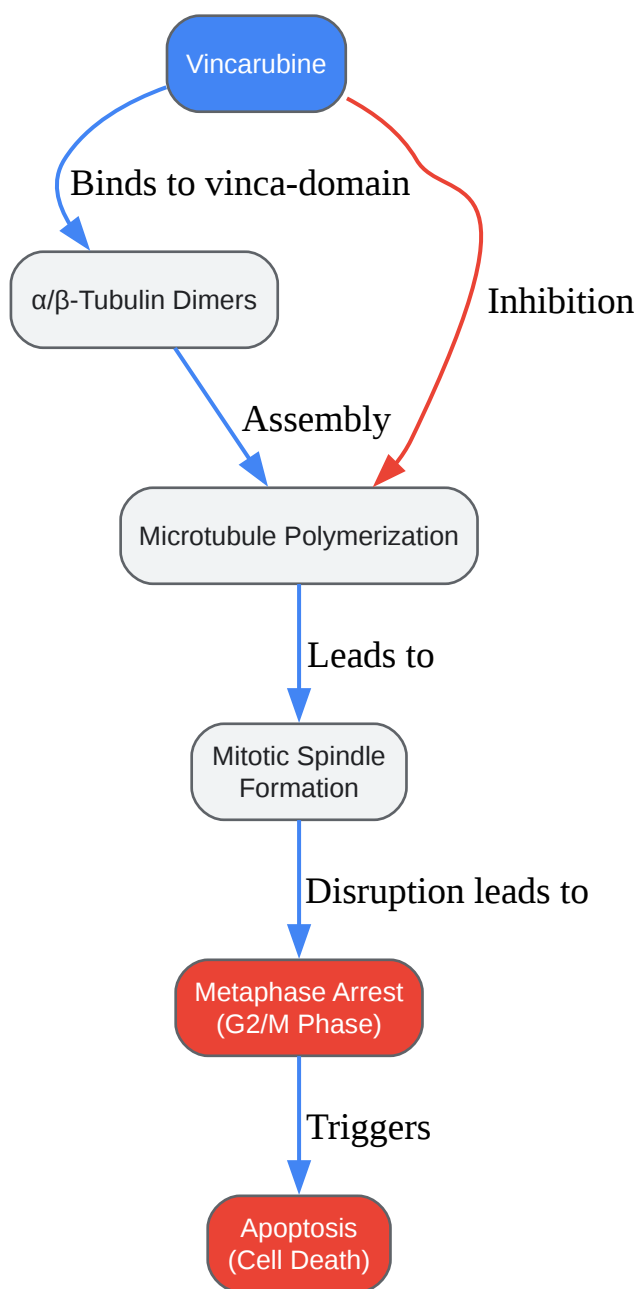 Vincarubine
Binds to vinca-domain
α/β-Tubulin Dimers
Inhibition
Assembly
Microtubule Polymerization
Leads to
Mitotic Spindle
Formation
Disruption leads to
Metaphase Arrest
(G2/M Phase)
Triggers
Apoptosis
(Cell Death)